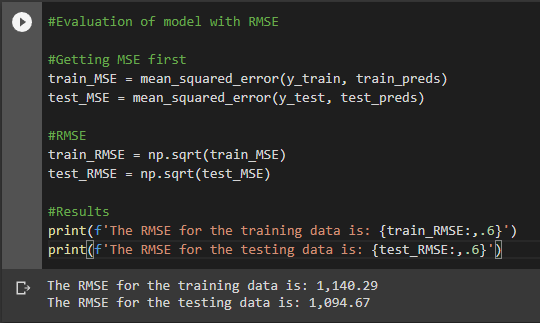 #Evaluation of model with RMSE
#Getting MSE first
train_MSE = mean_squared_error(y_train, train_preds)
test_MSE = mean_squared_error(y_test, test_preds)
#RMSE
train_RMSE = np.sqrt(train_MSE)
test_RMSE = np.sqrt(test_MSE)
#Results
print(f'The RMSE for the training data is: {train_RMSE:,.6}')
print(f'The RMSE for the testing data is: {test_RMSE:,.6}')
The RMSE for the training data is: 1,140.29
The RMSE for the testing data is: 1,094.67